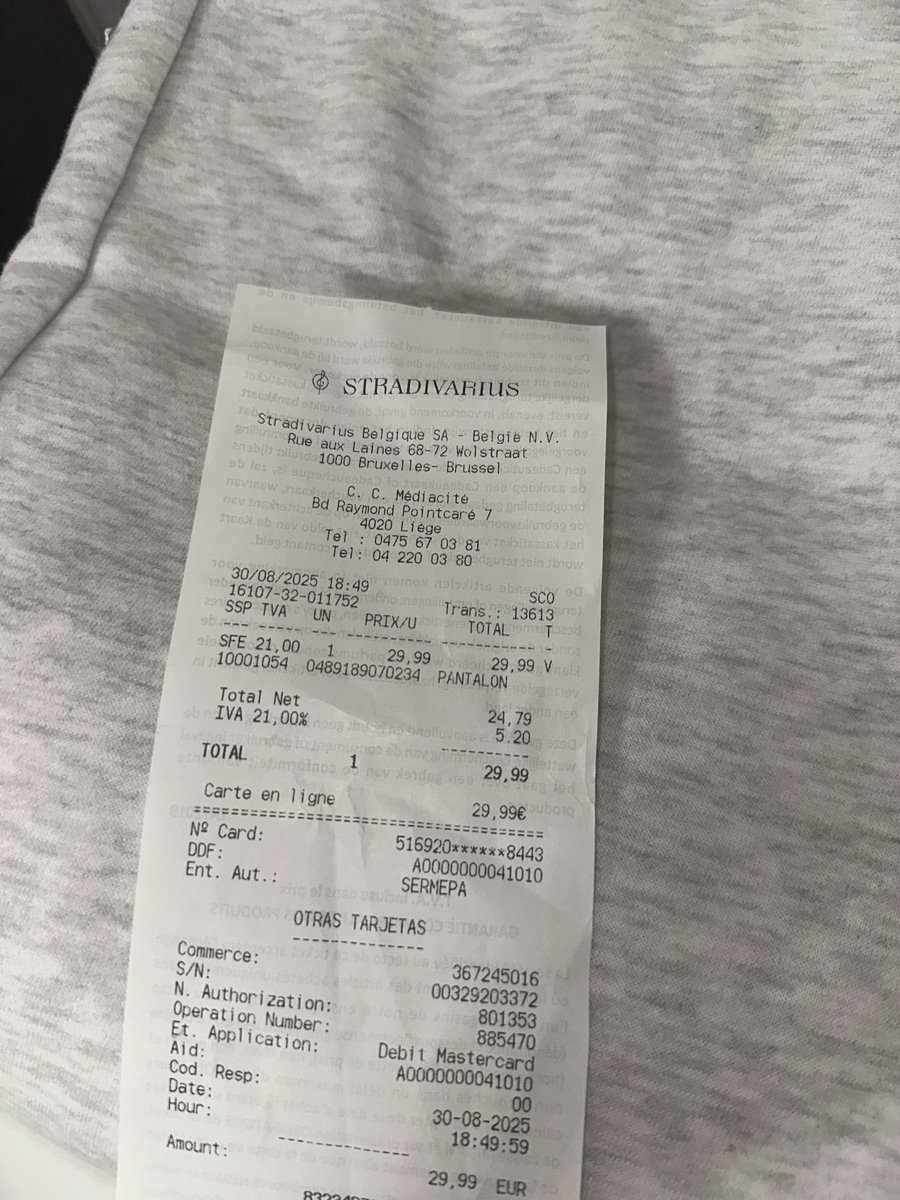 STRADIVARIUS
Stradivarius Belgique SA - België N.V.
Rue aux Laines 68-72 Wolstraat
1000 Bruxelles- Brussel
C. C. Médiacité
Bd Raymond Pointcaré 7
4020 Liège
Tel : 0475 67 03 81
Tel: 04 220 03 80
30/08/2025 18:49 SCO
16107-32-011752 Trans.: 13613
SSP TVA UN PRIX/U TOTAL T
SFE 21,00 1 29,99 29,99 V
10001054 0489189070234 PANTALON
Total Net 24,79
IVA 21,00% 5.20
TOTAL 1 29,99
Carte en ligne 29,99€
Nº Card: 516920******8443
DDF: A0000000041010
Ent. Aut.: SERMEPA
OTRAS TARJETAS
Commerce: 367245016
S/N: 00329203372
N. Authorization: 801353
Operation Number: 885470
Et. Application: Debit Mastercard
Aid: A0000000041010
Cod. Resp: 00
Date: 30-08-2025
Hour: 18:49:59
Amount: 29,99 EUR